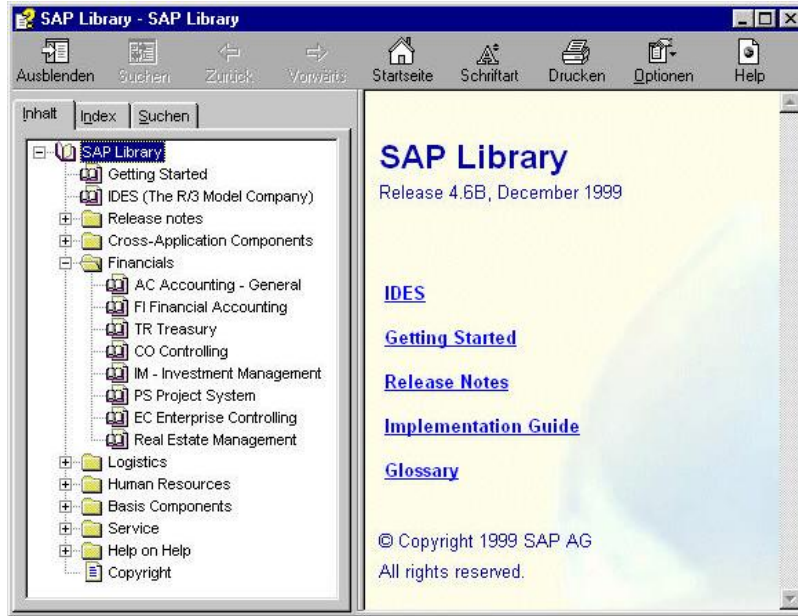 SAP Library - SAP Library
Ausblenden Suchen Zurück Vorwärts Startseite Schriftart Drucken Optionen Help
Inhalt Index Suchen
SAP Library
Getting Started
IDES (The R/3 Model Company)
Release notes
Cross-Application Components
Financials
AC Accounting - General
FI Financial Accounting
TR Treasury
CO Controlling
IM - Investment Management
PS Project System
EC Enterprise Controlling
Real Estate Management
Logistics
Human Resources
Basis Components
Service
Help on Help
Copyright
SAP Library
Release 4.6B, December 1999
IDES
Getting Started
Release Notes
Implementation Guide
Glossary
© Copyright 1999 SAP AG
All rights reserved.